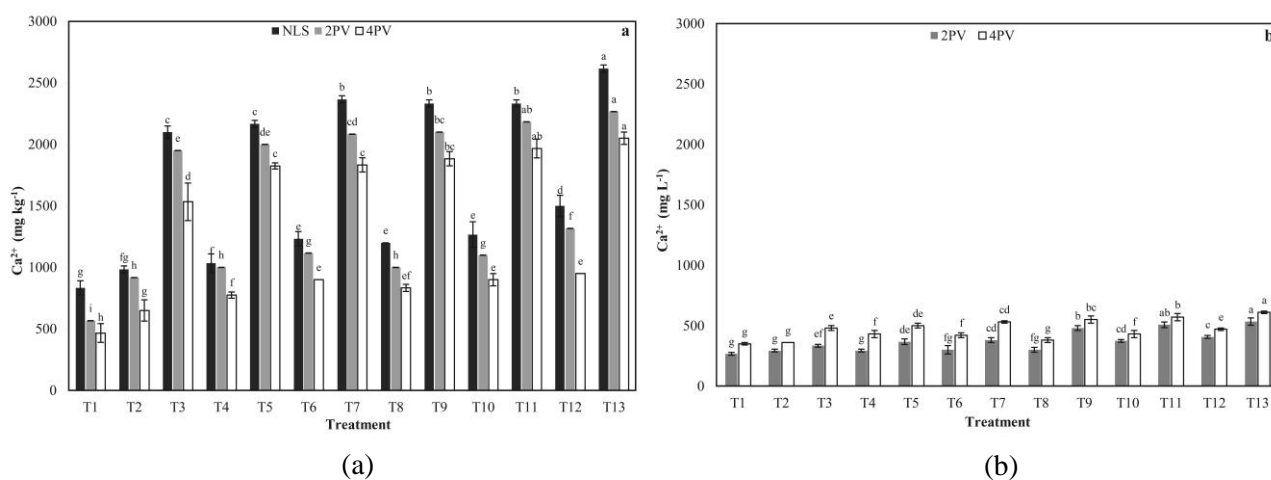 a
NLS 2PV 4PV
3000
2500
2000
1500
1000
500
0
Ca²⁺ (mg kg⁻¹)
g i h
fg h g
c e d
f h f
c de c
e g e
b cd c
e h ef
b bc bc
e g e
b ab ab
d f e
a a a
T1 T2 T3 T4 T5 T6 T7 T8 T9 T10 T11 T12 T13
Treatment
(a)
b
2PV 4PV
3000
2500
2000
1500
1000
500
0
Ca²⁺ (mg L⁻¹)
g g
g g
ef e
g f
de de
fg f
cd cd
fg g
b bc
cd f
ab b
c e
a a
T1 T2 T3 T4 T5 T6 T7 T8 T9 T10 T11 T12 T13
Treatment
(b)